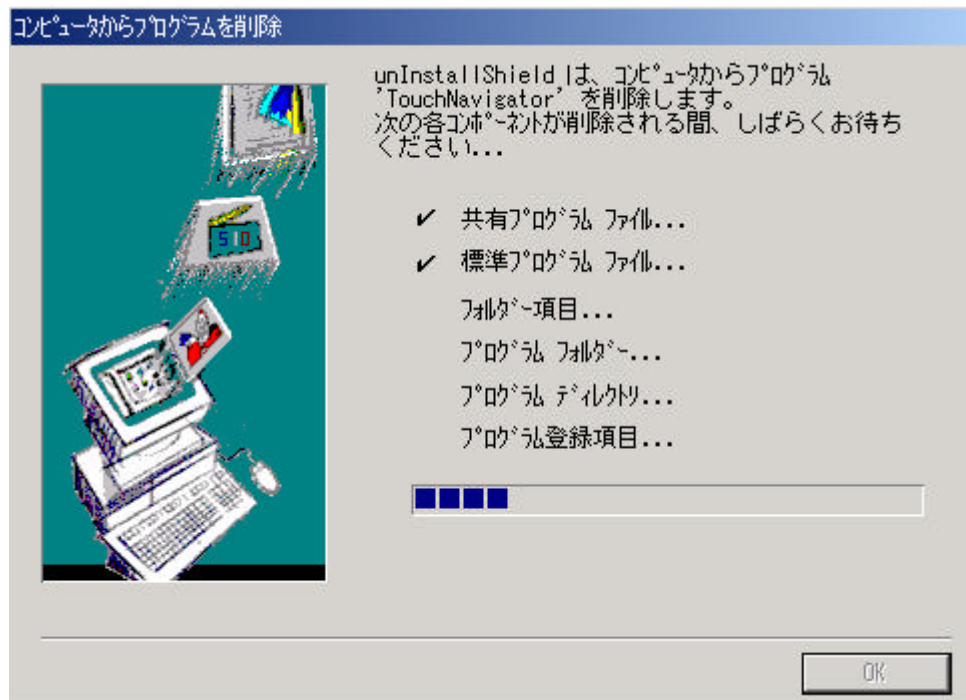 ｺﾝﾋﾟｭｰﾀからﾌﾟﾛｸﾞﾗﾑを削除
unInstallShield は、ｺﾝﾋﾟｭｰﾀからﾌﾟﾛｸﾞﾗﾑ
'TouchNavigator' を削除します。
次の各ｺﾝﾎﾟｰﾈﾝﾄが削除される間、しばらくお待ち
ください...
✓ 共有ﾌﾟﾛｸﾞﾗﾑ ﾌｧｲﾙ...
✓ 標準ﾌﾟﾛｸﾞﾗﾑ ﾌｧｲﾙ...
ﾌｫﾙﾀﾞｰ項目...
ﾌﾟﾛｸﾞﾗﾑ ﾌｫﾙﾀﾞｰ...
ﾌﾟﾛｸﾞﾗﾑ ﾃﾞｨﾚｸﾄﾘ...
ﾌﾟﾛｸﾞﾗﾑ登録項目...
OK